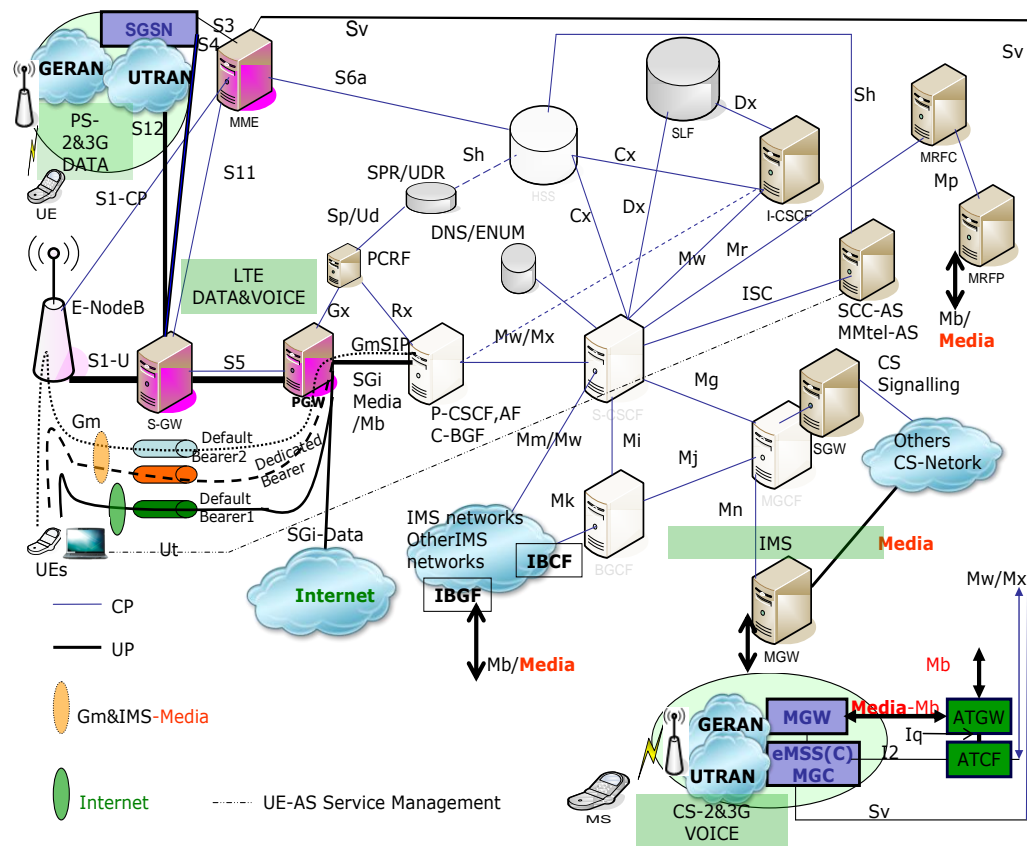 SGSN
S3
S4
Sv
Sv
GERAN
UTRAN
S6a
MME
SLF
Dx
Sh
MRFC
PS-
2&3G
DATA
S12
S11
Sh
HSS
Cx
I-CSCF
Mp
UE
S1-CP
SPR/UDR
Sp/Ud
Cx
Dx
Mw
Mr
MRFP
DNS/ENUM
PCRF
LTE
DATA&VOICE
ISC
SCC-AS
MMtel-AS
Mb/
Media
E-NodeB
Gx
Rx
S1-U
S5
GmSIP
Mw/Mx
S-GW
PGW
SGi
Media
/Mb
P-CSCF,AF
C-BGF
S-CSCF
Mg
CS
Signalling
SGW
Gm
Default
Bearer2
Dedicated
Bearer
Default
Bearer1
Mm/Mw
Mi
Mj
MGCF
Others
CS-Netork
Mk
Mn
IMS networks
OtherIMS
networks
IBCF
BGCF
IBGF
IMS
Media
UEs
Ut
SGi-Data
Internet
Mb/Media
MGW
Mw/Mx
CP
UP
Gm&IMS-Media
Internet
UE-AS Service Management
Mb
GERAN
MGW
Media-Mb
ATGW
Iq
UTRAN
eMSS(C)
MGC
I2
ATCF
MS
CS-2&3G
VOICE
Sv